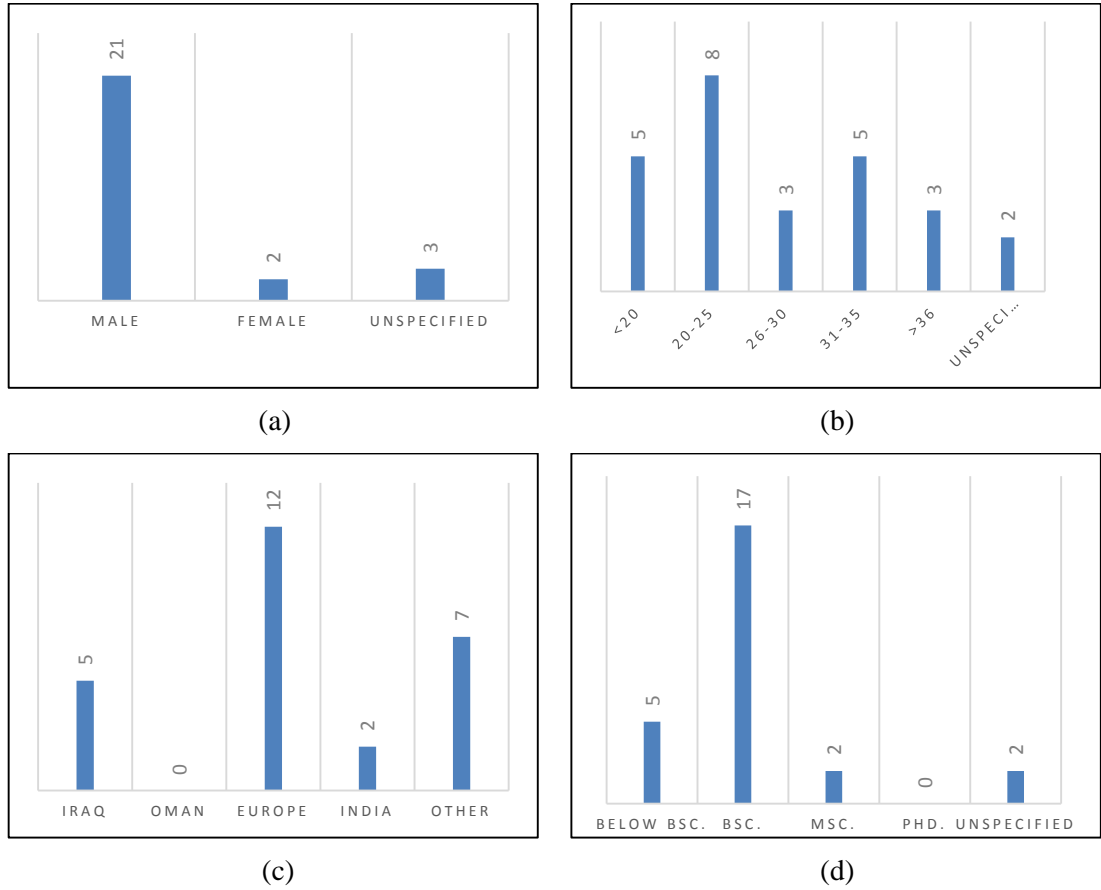 21
2
3
MALE FEMALE UNSPECIFIED
(a)
5
8
3
5
3
2
<20 20-25 26-30 31-35 >36 UNSPECI...
(b)
5
0
12
2
7
IRAQ OMAN EUROPE INDIA OTHER
(c)
5
17
2
0
2
BELOW BSC. BSC. MSC. PHD. UNSPECIFIED
(d)